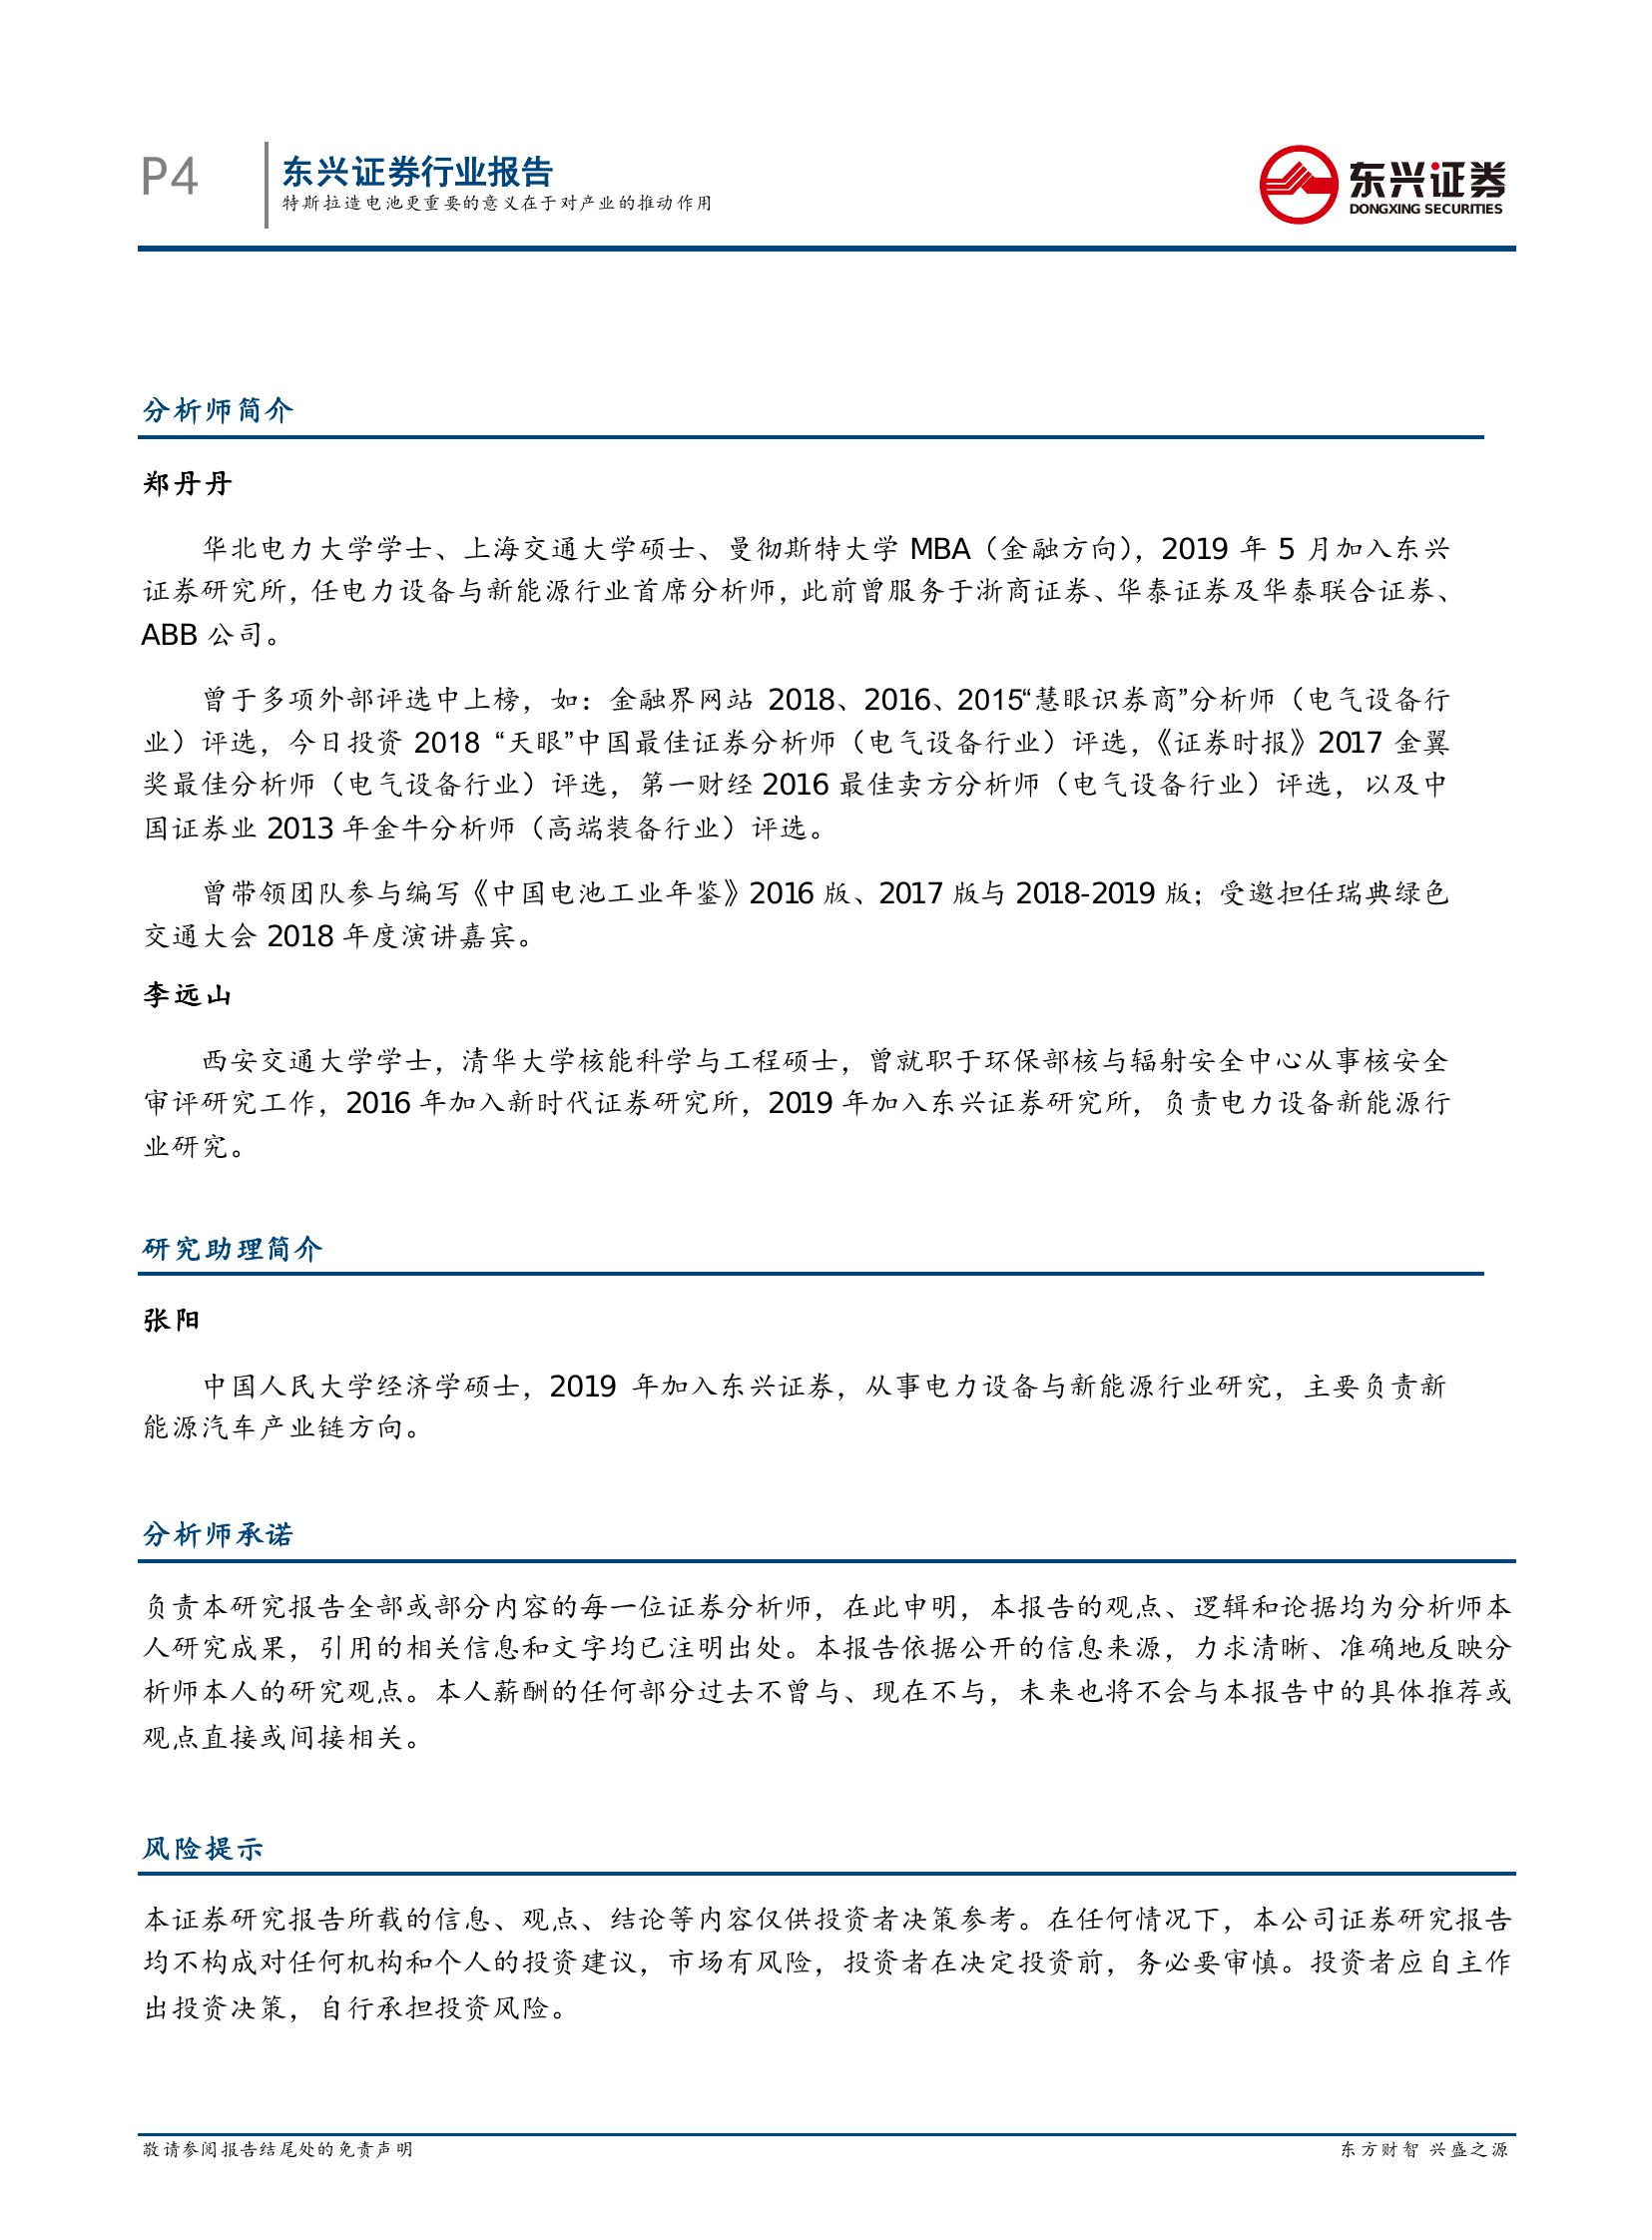 P4
东兴证券行业报告
特斯拉造电池更重要的意义在于对产业的推动作用
东兴证券
DONGXING SECURITIES
分析师简介
郑丹丹
华北电力大学学士、上海交通大学硕士、曼彻斯特大学 MBA（金融方向），2019 年 5 月加入东兴
证券研究所，任电力设备与新能源行业首席分析师，此前曾服务于浙商证券、华泰证券及华泰联合证券、
ABB 公司。
曾于多项外部评选中上榜，如：金融界网站 2018、2016、2015“慧眼识券商”分析师（电气设备行
业）评选，今日投资 2018 “天眼”中国最佳证券分析师（电气设备行业）评选，《证券时报》2017 金翼
奖最佳分析师（电气设备行业）评选，第一财经 2016 最佳卖方分析师（电气设备行业）评选，以及中
国证券业 2013 年金牛分析师（高端装备行业）评选。
曾带领团队参与编写《中国电池工业年鉴》2016 版、2017 版与 2018-2019 版；受邀担任瑞典绿色
交通大会 2018 年度演讲嘉宾。
李远山
西安交通大学学士，清华大学核能科学与工程硕士，曾就职于环保部核与辐射安全中心从事核安全
审评研究工作，2016 年加入新时代证券研究所，2019 年加入东兴证券研究所，负责电力设备新能源行
业研究。
研究助理简介
张阳
中国人民大学经济学硕士，2019 年加入东兴证券，从事电力设备与新能源行业研究，主要负责新
能源汽车产业链方向。
分析师承诺
负责本研究报告全部或部分内容的每一位证券分析师，在此申明，本报告的观点、逻辑和论据均为分析师本
人研究成果，引用的相关信息和文字均已注明出处。本报告依据公开的信息来源，力求清晰、准确地反映分
析师本人的研究观点。本人薪酬的任何部分过去不曾与、现在不与，未来也将不会与本报告中的具体推荐或
观点直接或间接相关。
风险提示
本证券研究报告所载的信息、观点、结论等内容仅供投资者决策参考。在任何情况下，本公司证券研究报告
均不构成对任何机构和个人的投资建议，市场有风险，投资者在决定投资前，务必要审慎。投资者应自主作
出投资决策，自行承担投资风险。
敬请参阅报告结尾处的免责声明
东方财智 兴盛之源